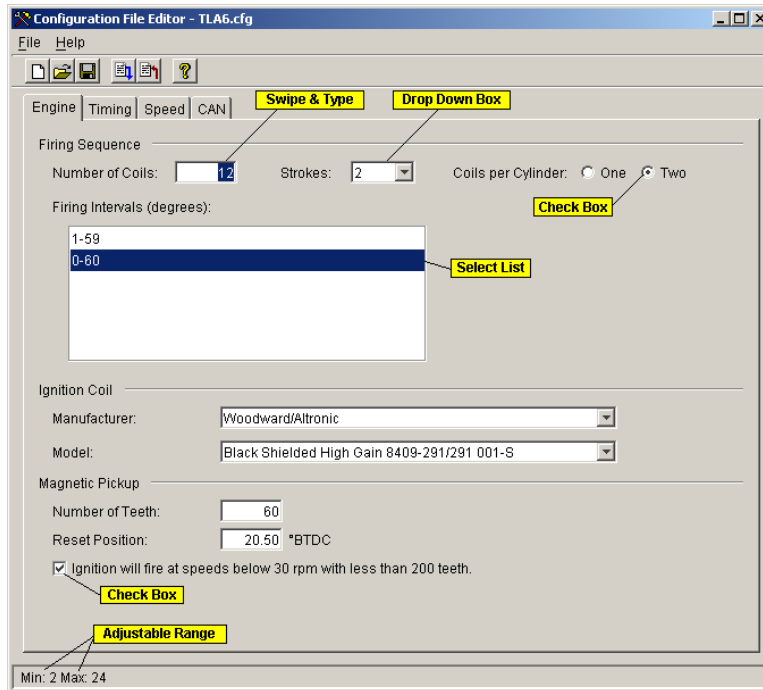 Configuration File Editor - TLA6.cfg
File Help
Engine Timing Speed CAN
Swipe & Type
Drop Down Box
Firing Sequence
Number of Coils: 12 Strokes: 2 Coils per Cylinder: One Two
Check Box
Firing Intervals (degrees):
1-59
0-60
Select List
Ignition Coil
Manufacturer: Woodward/Altronic
Model: Black Shielded High Gain 8409-291/291 001-S
Magnetic Pickup
Number of Teeth: 60
Reset Position: 20.50 °BTDC
Ignition will fire at speeds below 30 rpm with less than 200 teeth.
Check Box
Adjustable Range
Min: 2 Max: 24